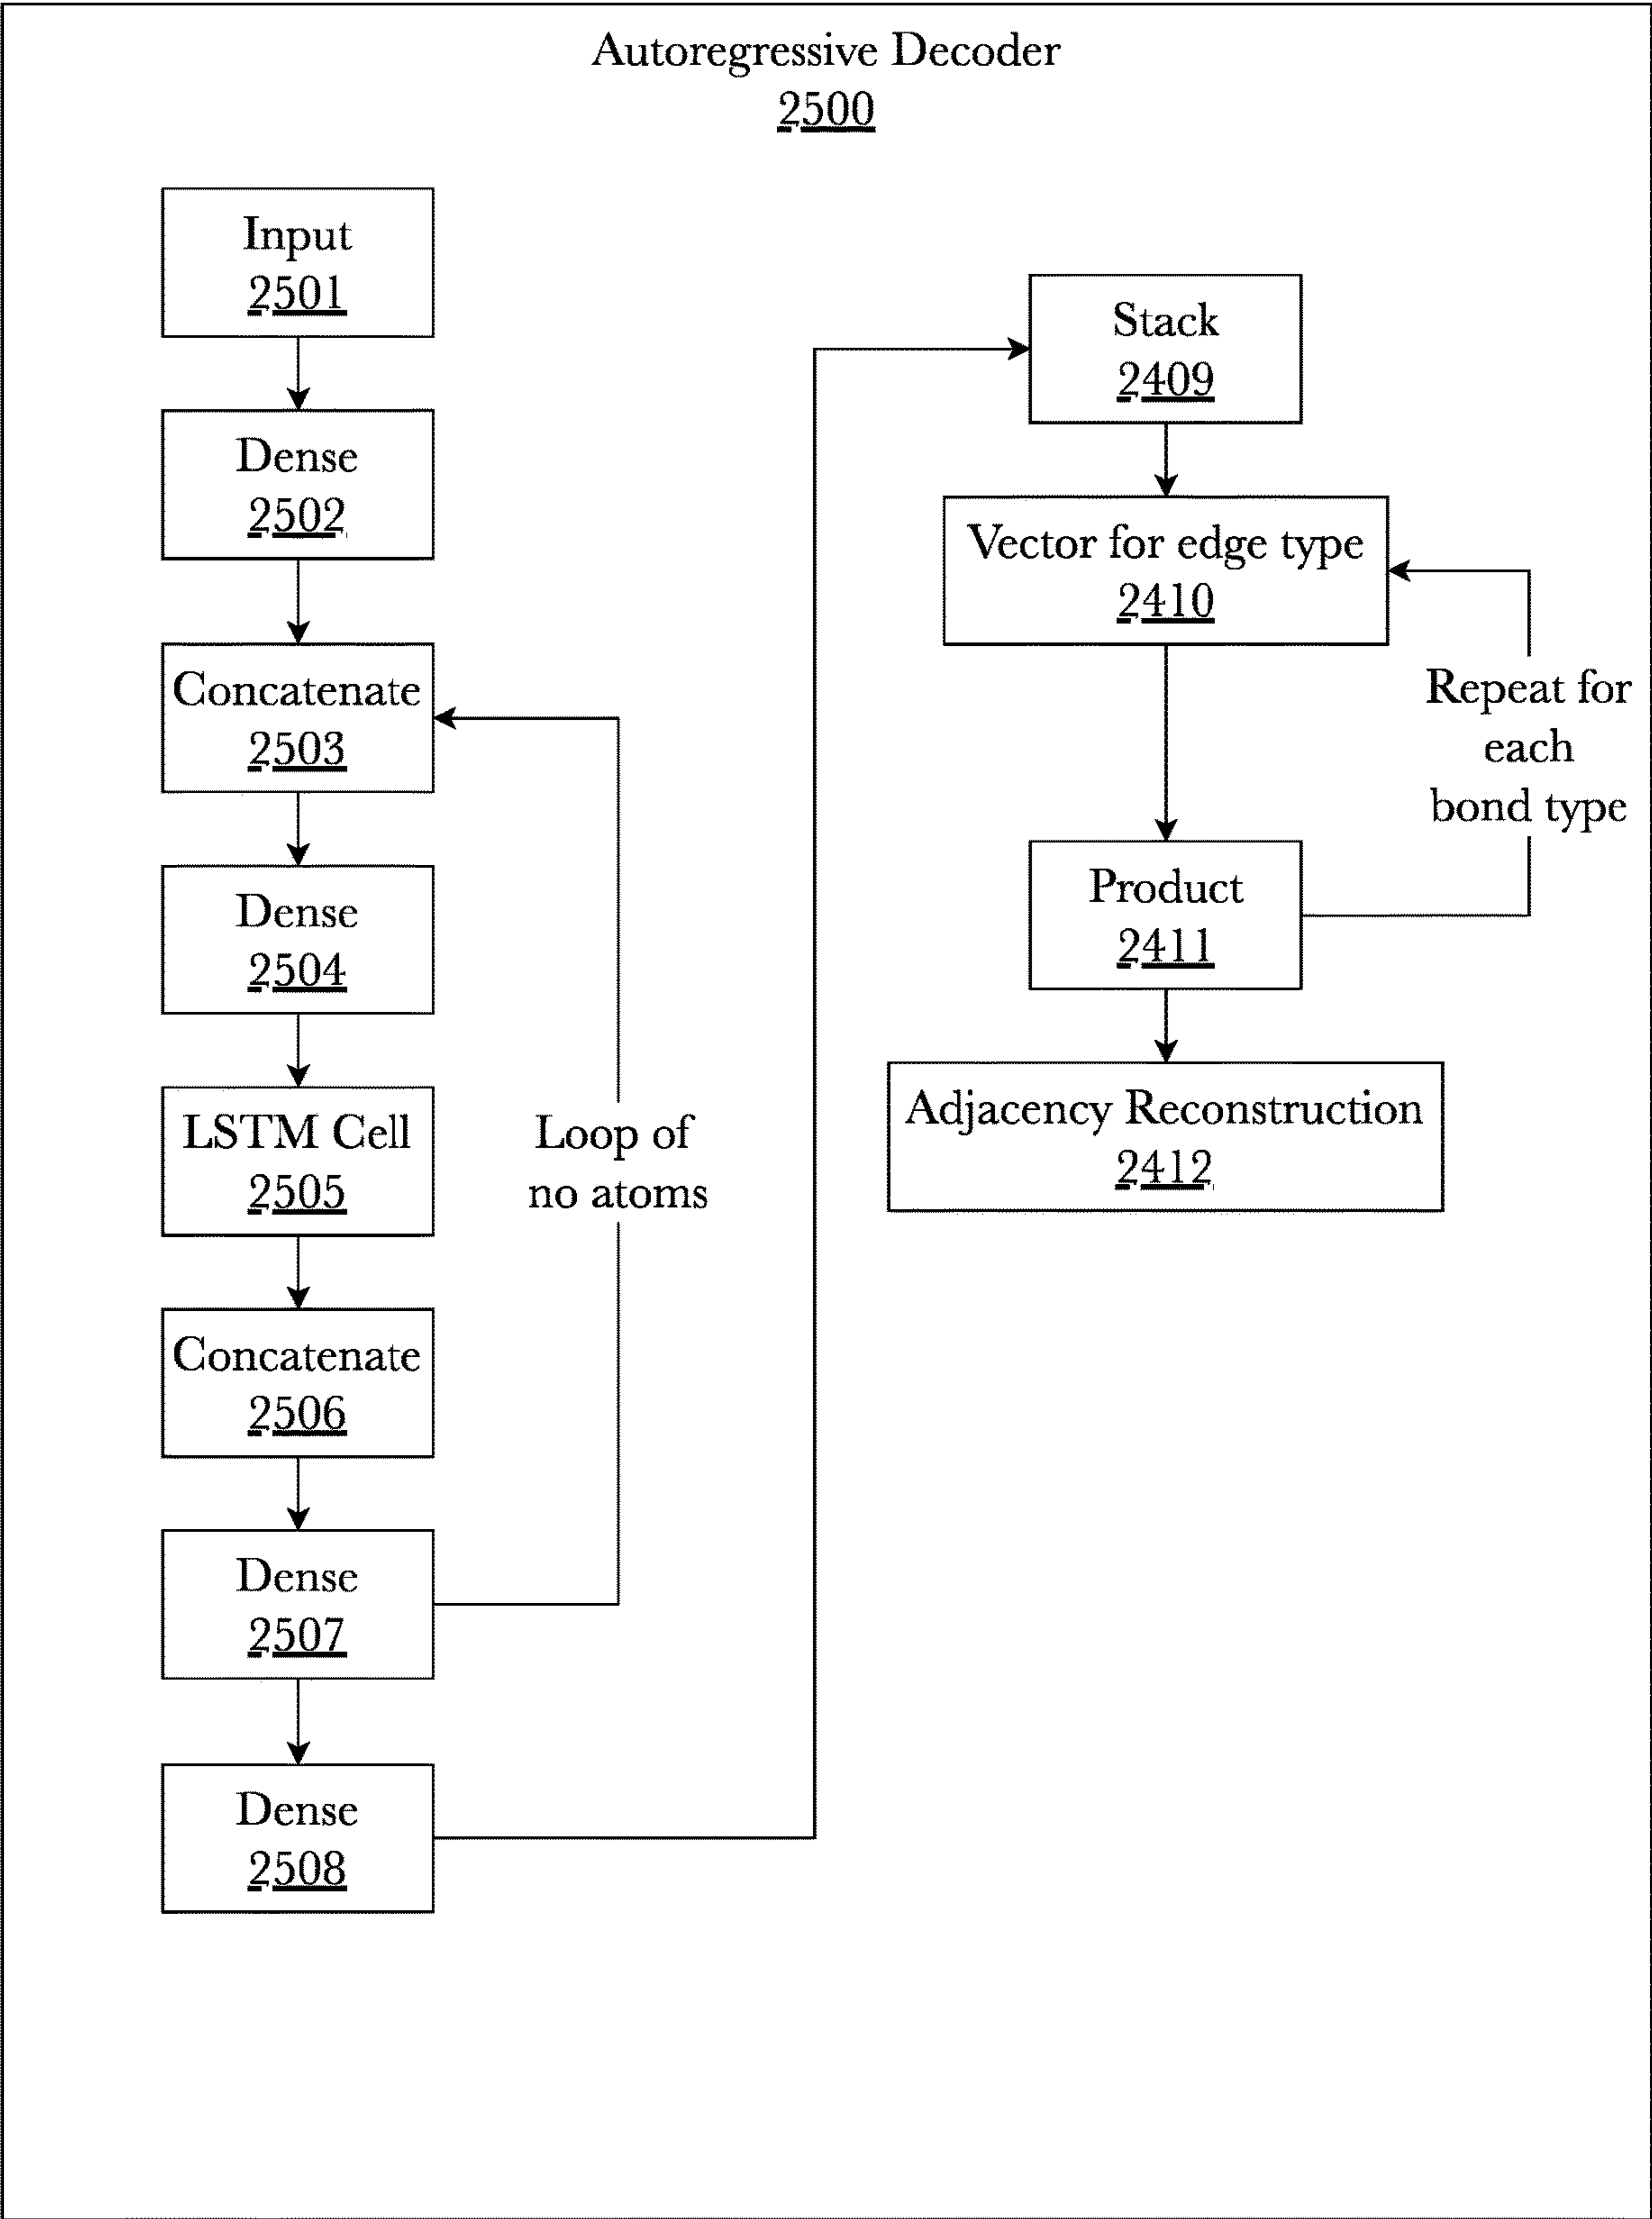 Autoregressive Decoder
2500
Input
2501
Dense
2502
Concatenate
2503
Dense
2504
LSTM Cell
2505
Concatenate
2506
Dense
2507
Dense
2508
Loop of
no atoms
Stack
2409
Vector for edge type
2410
Repeat for
each
bond type
Product
2411
Adjacency Reconstruction
2412